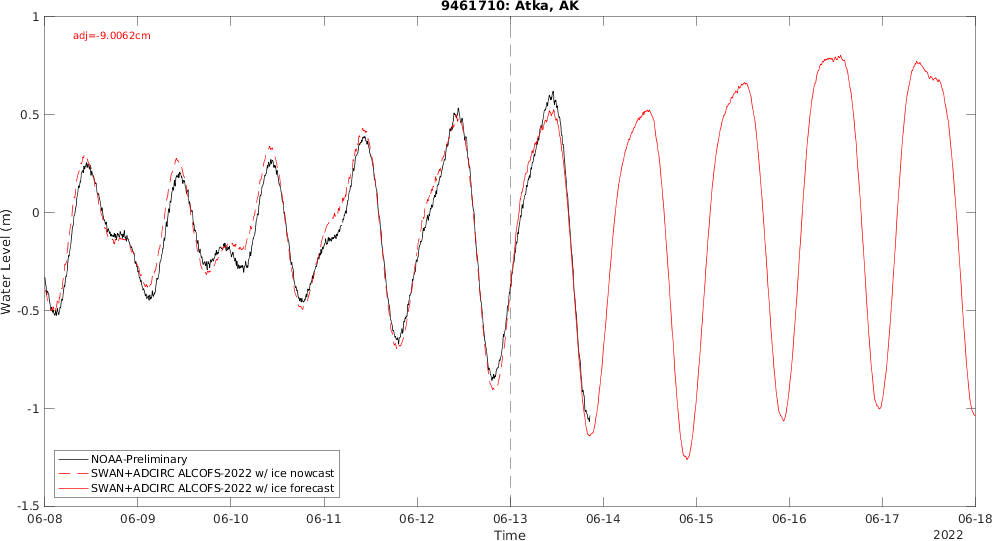 9461710: Atka, AK
adj=-9.0062cm
1
0.5
0
-0.5
-1
-1.5
Water Level (m)
NOAA-Preliminary
SWAN+ADCIRC ALCOFS-2022 w/ ice nowcast
SWAN+ADCIRC ALCOFS-2022 w/ ice forecast
06-08 06-09 06-10 06-11 06-12 06-13 06-14 06-15 06-16 06-17 06-18
Time
2022